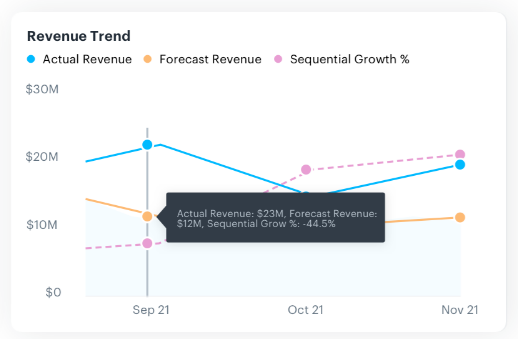 Revenue Trend
Actual Revenue Forecast Revenue Sequential Growth %
$30M
$20M
Actual Revenue: $23M, Forecast Revenue:
$12M, Sequential Grow %: -44.5%
$10M
$0
Sep 21 Oct 21 Nov 21